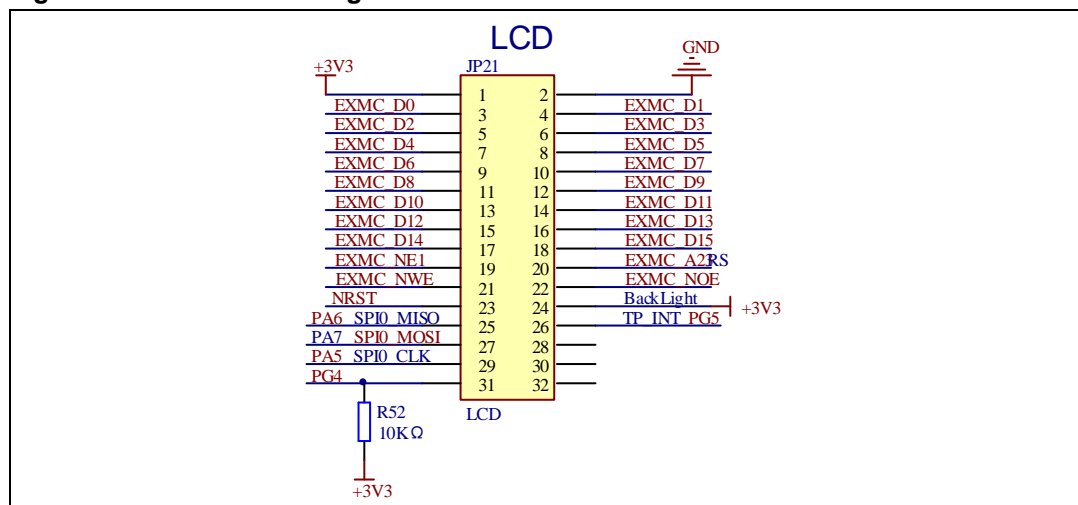 LCD
GND
+3V3 JP21
1 2
EXMC_D0 3 4 EXMC_D1
EXMC_D2 5 6 EXMC_D3
EXMC_D4 7 8 EXMC_D5
EXMC_D6 9 10 EXMC_D7
EXMC_D8 11 12 EXMC_D9
EXMC_D10 13 14 EXMC_D11
EXMC_D12 15 16 EXMC_D13
EXMC_D14 17 18 EXMC_D15
EXMC_NE1 19 20 EXMC_A23 RS
EXMC_NWE 21 22 EXMC_NOE
NRST 23 24 BackLight +3V3
PA6 SPI0_MISO 25 26 TP_INT PG5
PA7 SPI0_MOSI 27 28
PA5 SPI0_CLK 29 30
PG4 31 32
R52 LCD
10KΩ
+3V3